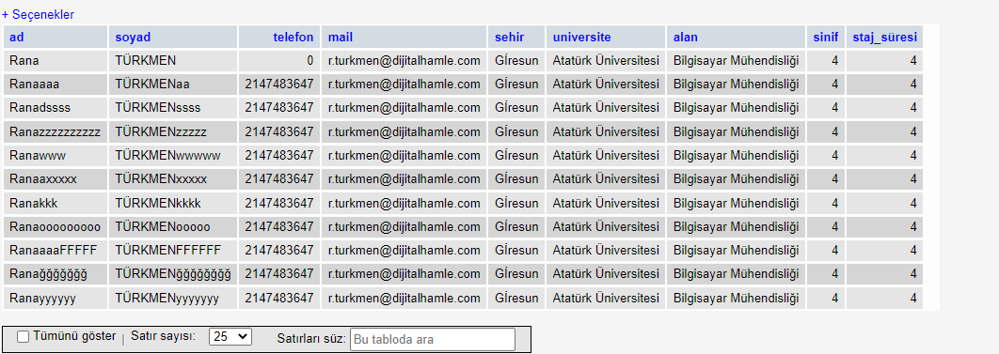 + Seçenekler
ad soyad telefon mail sehir universite alan sinif staj_süresi
Rana TÜRKMEN 0 r.turkmen@dijitalhamle.com Gİresun Atatürk Üniversitesi Bilgisayar Mühendisliği 4 4
Ranaaaa TÜRKMENaa 2147483647 r.turkmen@dijitalhamle.com Gİresun Atatürk Üniversitesi Bilgisayar Mühendisliği 4 4
Ranadssss TÜRKMENssss 2147483647 r.turkmen@dijitalhamle.com Gİresun Atatürk Üniversitesi Bilgisayar Mühendisliği 4 4
Ranazzzzzzzzzz TÜRKMENzzzzz 2147483647 r.turkmen@dijitalhamle.com Gİresun Atatürk Üniversitesi Bilgisayar Mühendisliği 4 4
Ranawww TÜRKMENwwwww 2147483647 r.turkmen@dijitalhamle.com Gİresun Atatürk Üniversitesi Bilgisayar Mühendisliği 4 4
Ranaaxxxxx TÜRKMENxxxxx 2147483647 r.turkmen@dijitalhamle.com Gİresun Atatürk Üniversitesi Bilgisayar Mühendisliği 4 4
Ranakkk TÜRKMENkkkk 2147483647 r.turkmen@dijitalhamle.com Gİresun Atatürk Üniversitesi Bilgisayar Mühendisliği 4 4
Ranaooooooooo TÜRKMENooooo 2147483647 r.turkmen@dijitalhamle.com Gİresun Atatürk Üniversitesi Bilgisayar Mühendisliği 4 4
RanaaaaFFFFF TÜRKMENFFFFFF 2147483647 r.turkmen@dijitalhamle.com Gİresun Atatürk Üniversitesi Bilgisayar Mühendisliği 4 4
Ranağğğğğğğ TÜRKMENğğğğğğğğ 2147483647 r.turkmen@dijitalhamle.com Gİresun Atatürk Üniversitesi Bilgisayar Mühendisliği 4 4
Ranayyyyyy TÜRKMENyyyyyyy 2147483647 r.turkmen@dijitalhamle.com Gİresun Atatürk Üniversitesi Bilgisayar Mühendisliği 4 4
Tümünü göster | Satır sayısı: 25 Satırları süz: Bu tabloda ara